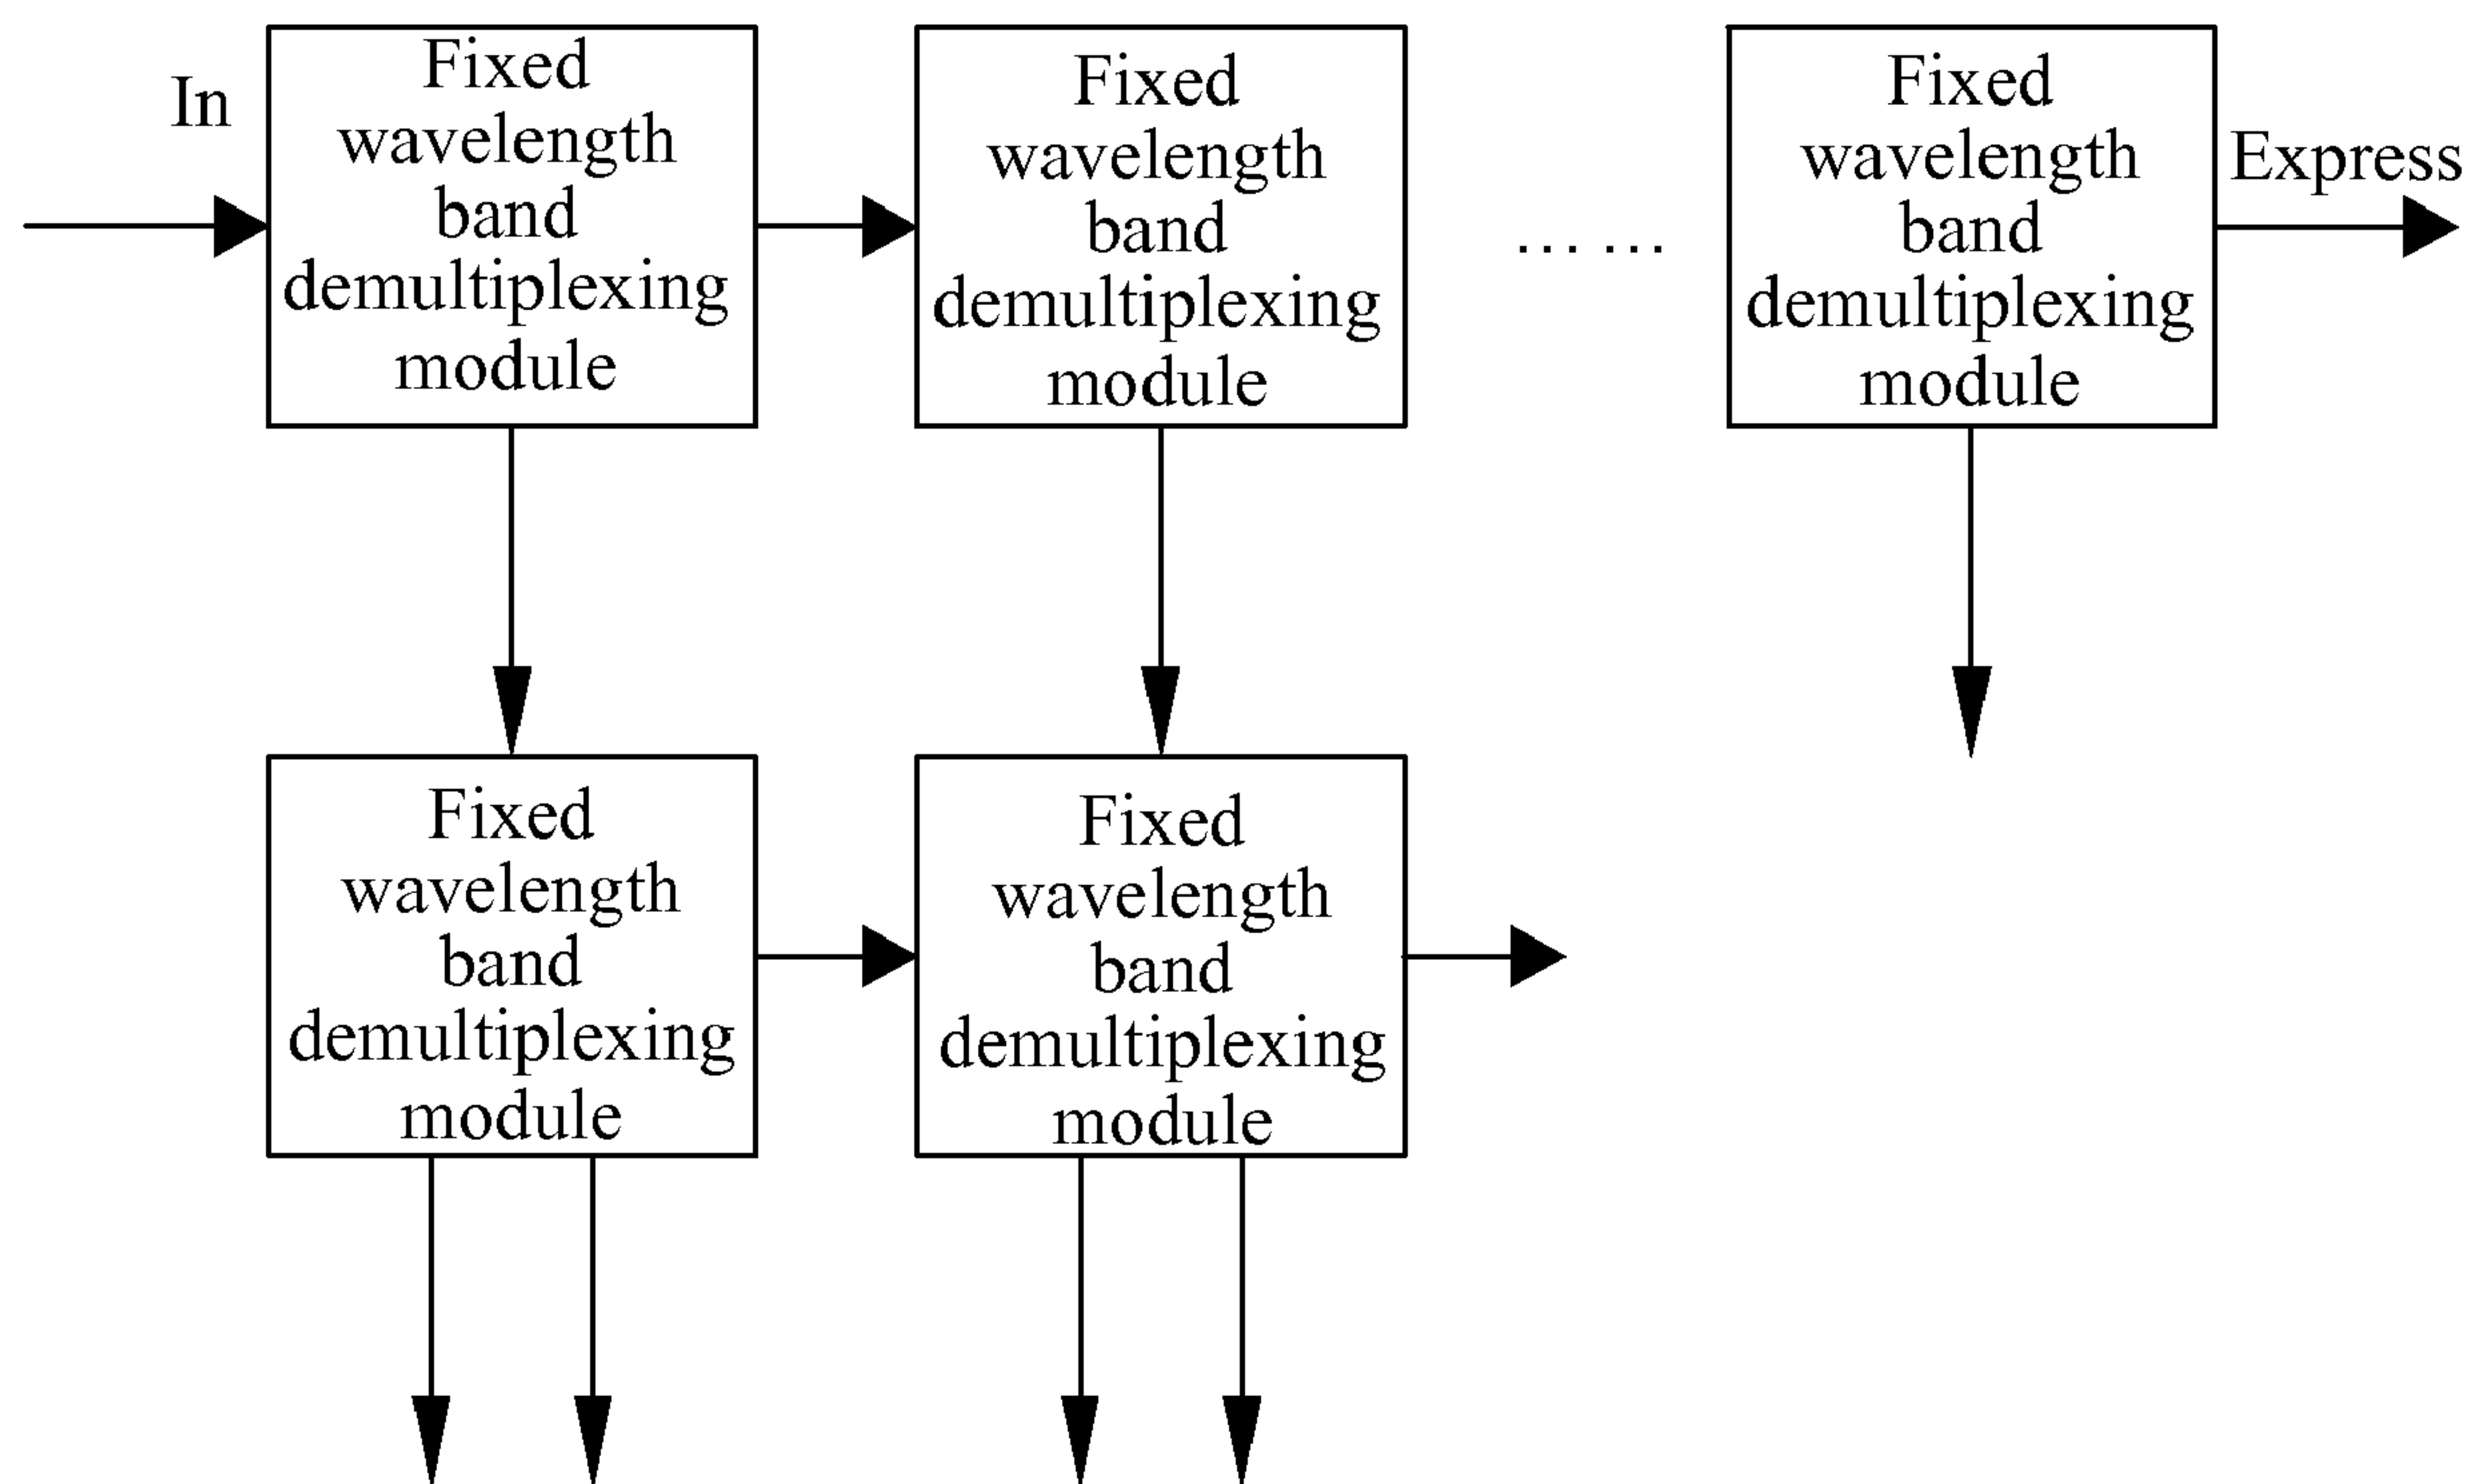 In
Fixed
wavelength
band
demultiplexing
module
Fixed
wavelength
band
demultiplexing
module
... ...
Fixed
wavelength
band
demultiplexing
module
Express
Fixed
wavelength
band
demultiplexing
module
Fixed
wavelength
band
demultiplexing
module